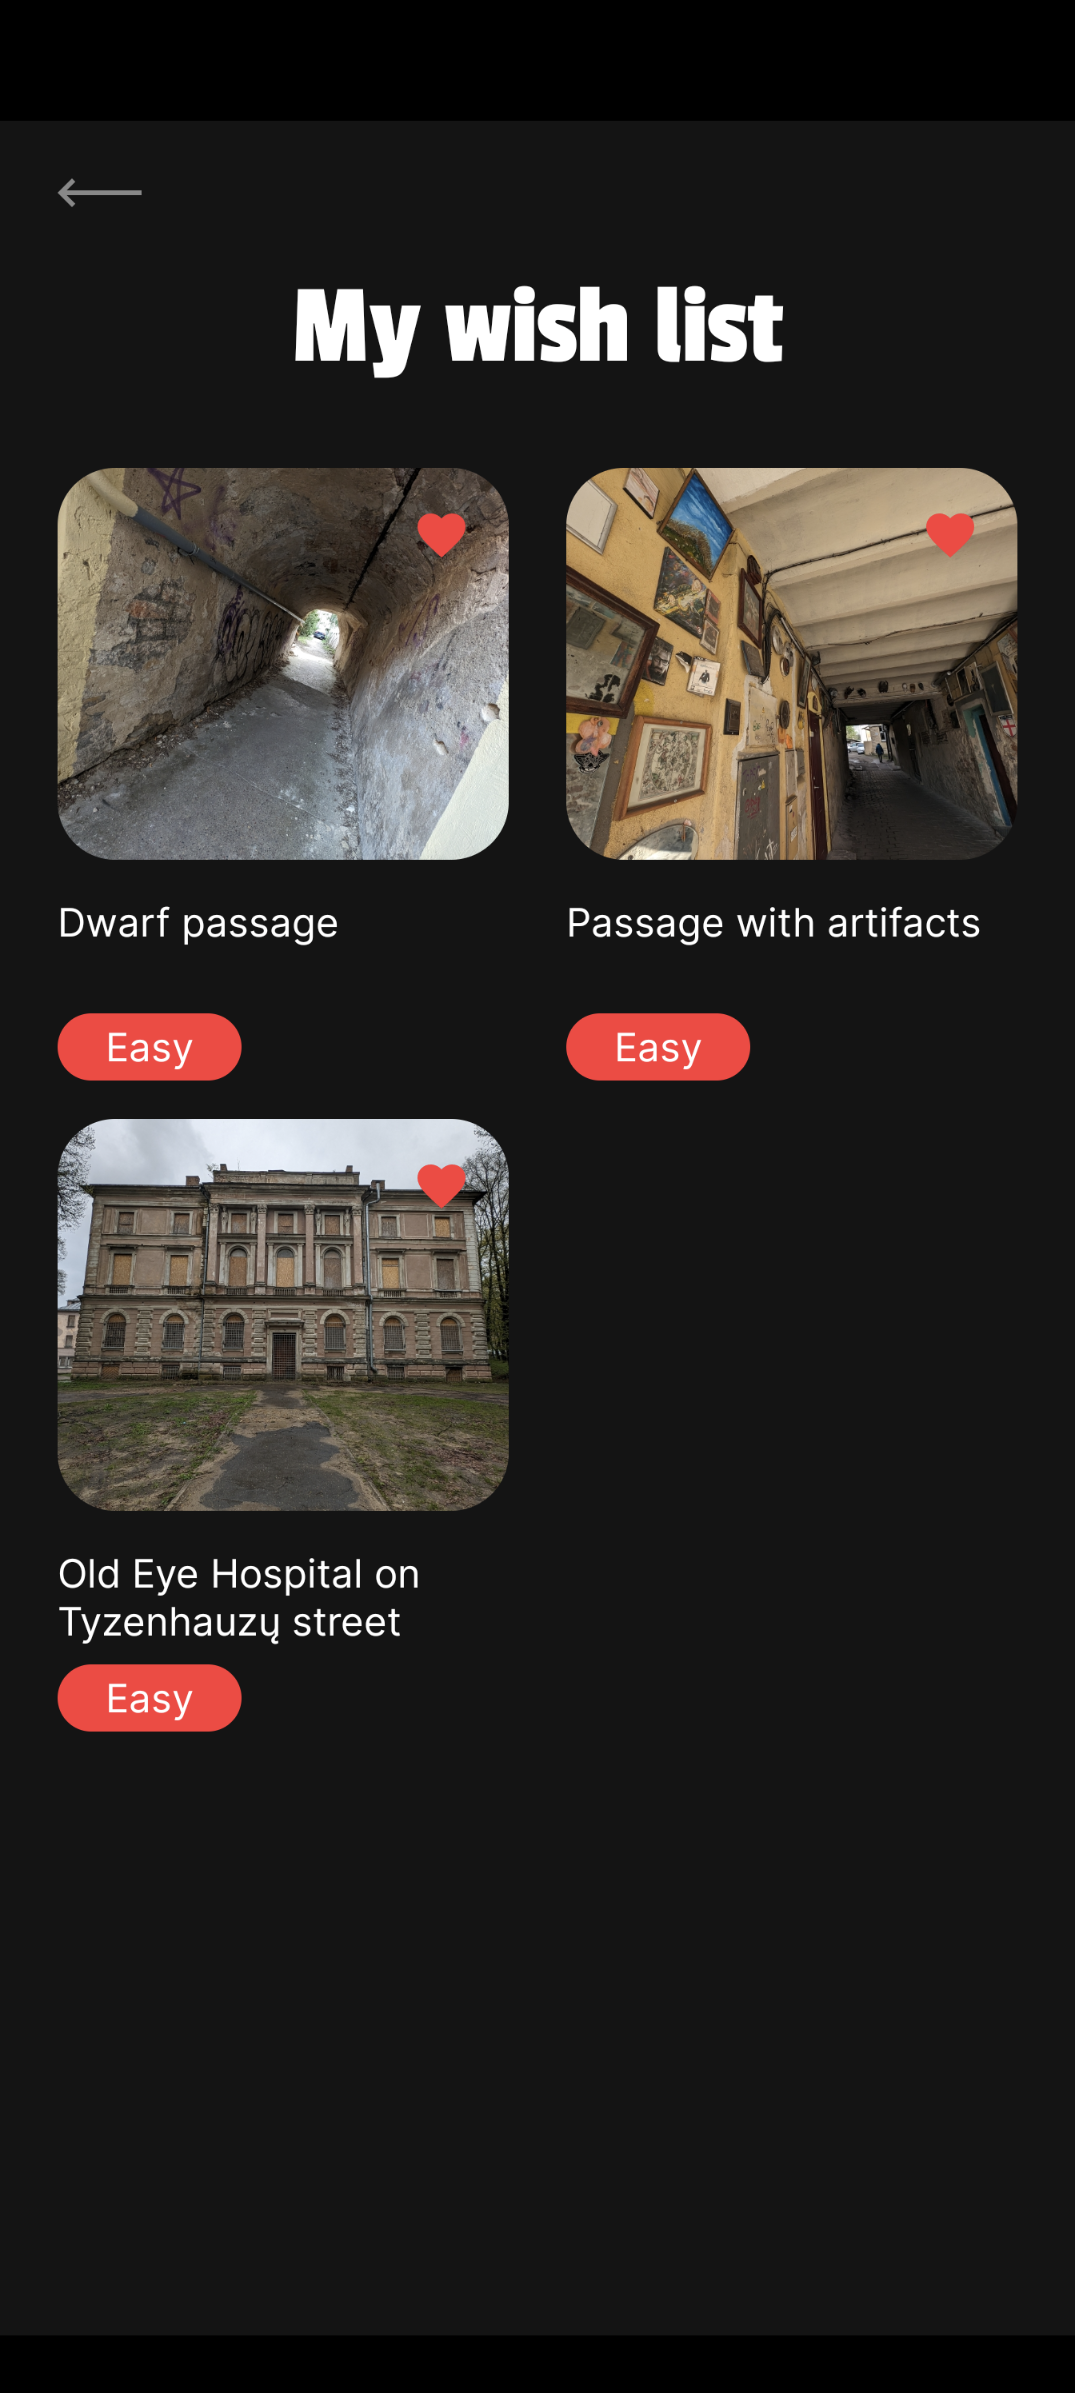 My wish list
Dwarf passage
Passage with artifacts
Easy
Easy
Old Eye Hospital on
Tyzenhauzų street
Easy